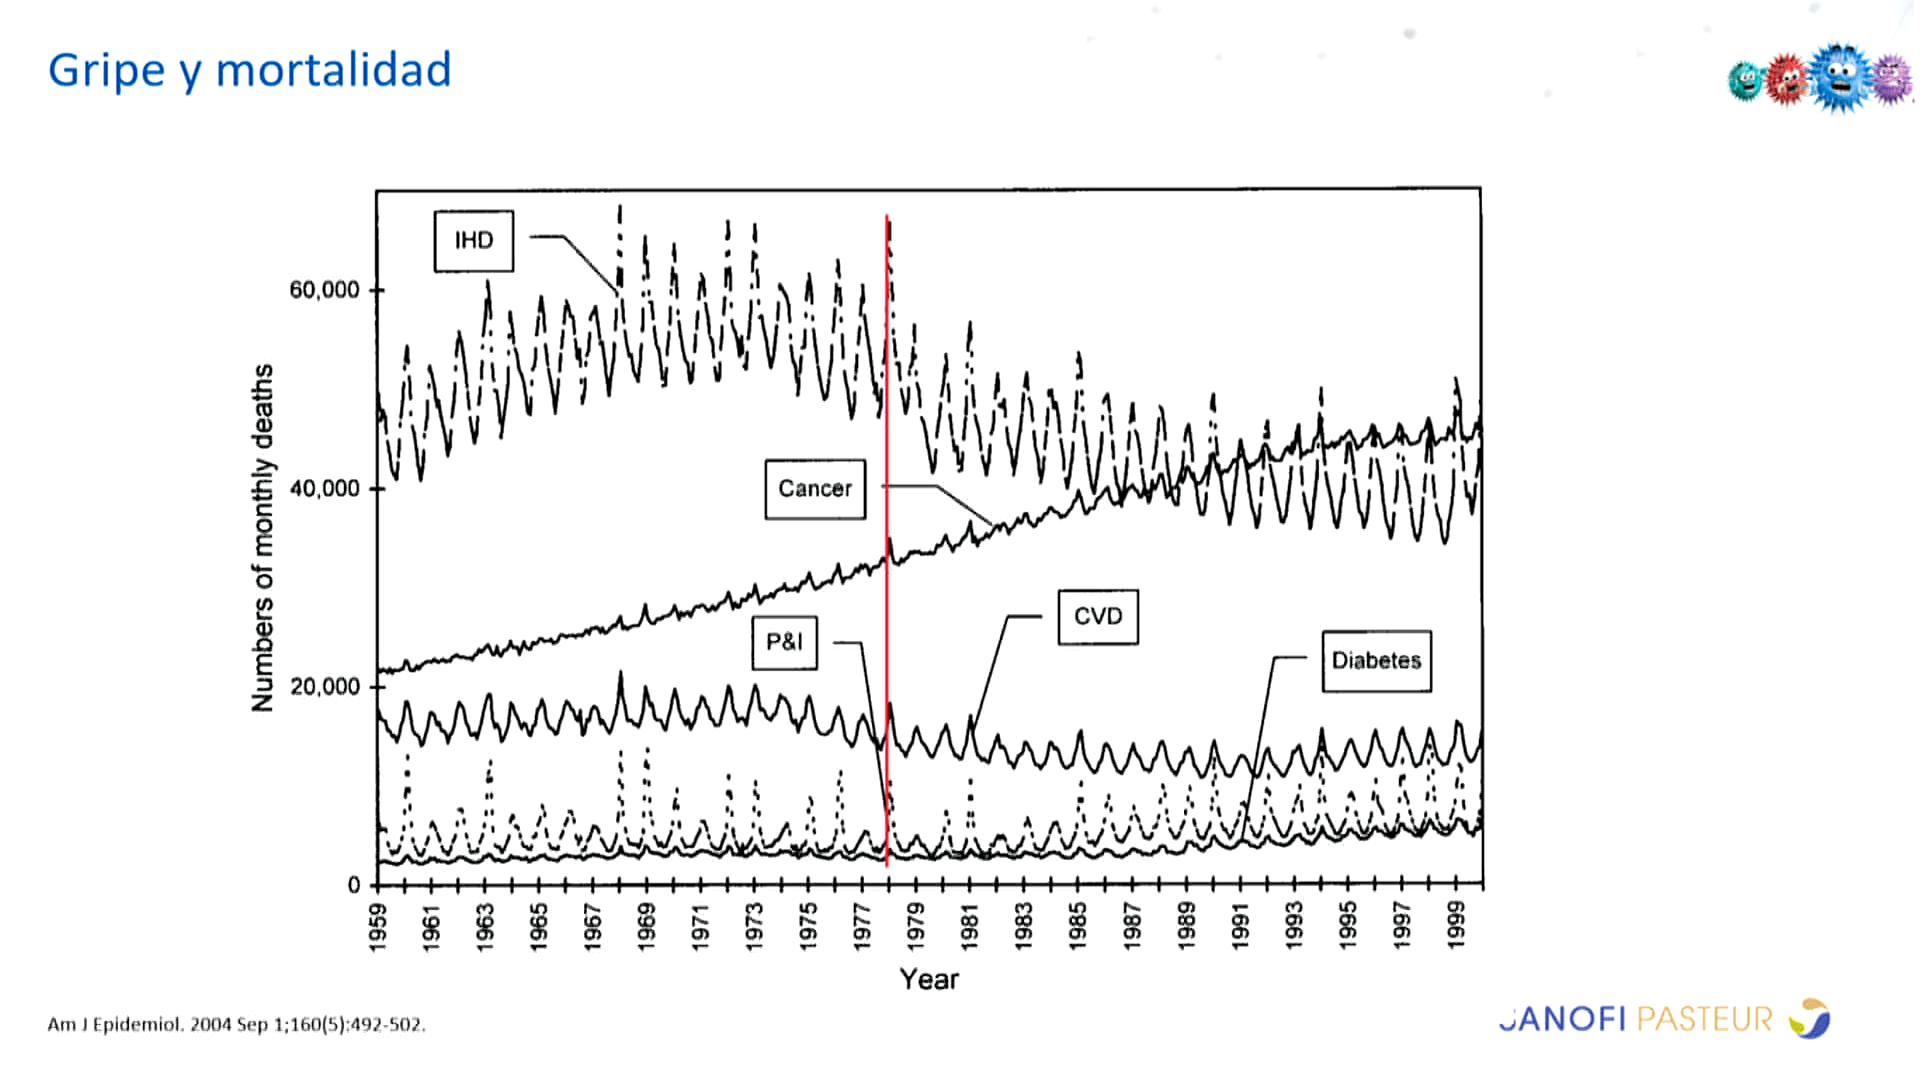 Gripe y mortalidad
IHD
60,000
Cancer
40,000
CVD
P&I
Diabetes
20,000
0
Numbers of monthly deaths
1959 1961 1963 1965 1967 1969 1971 1973 1975 1977 1979 1981 1983 1985 1987 1989 1991 1993 1995 1997 1999
Year
Am J Epidemiol. 2004 Sep 1;160(5):492-502.
SANOFI PASTEUR